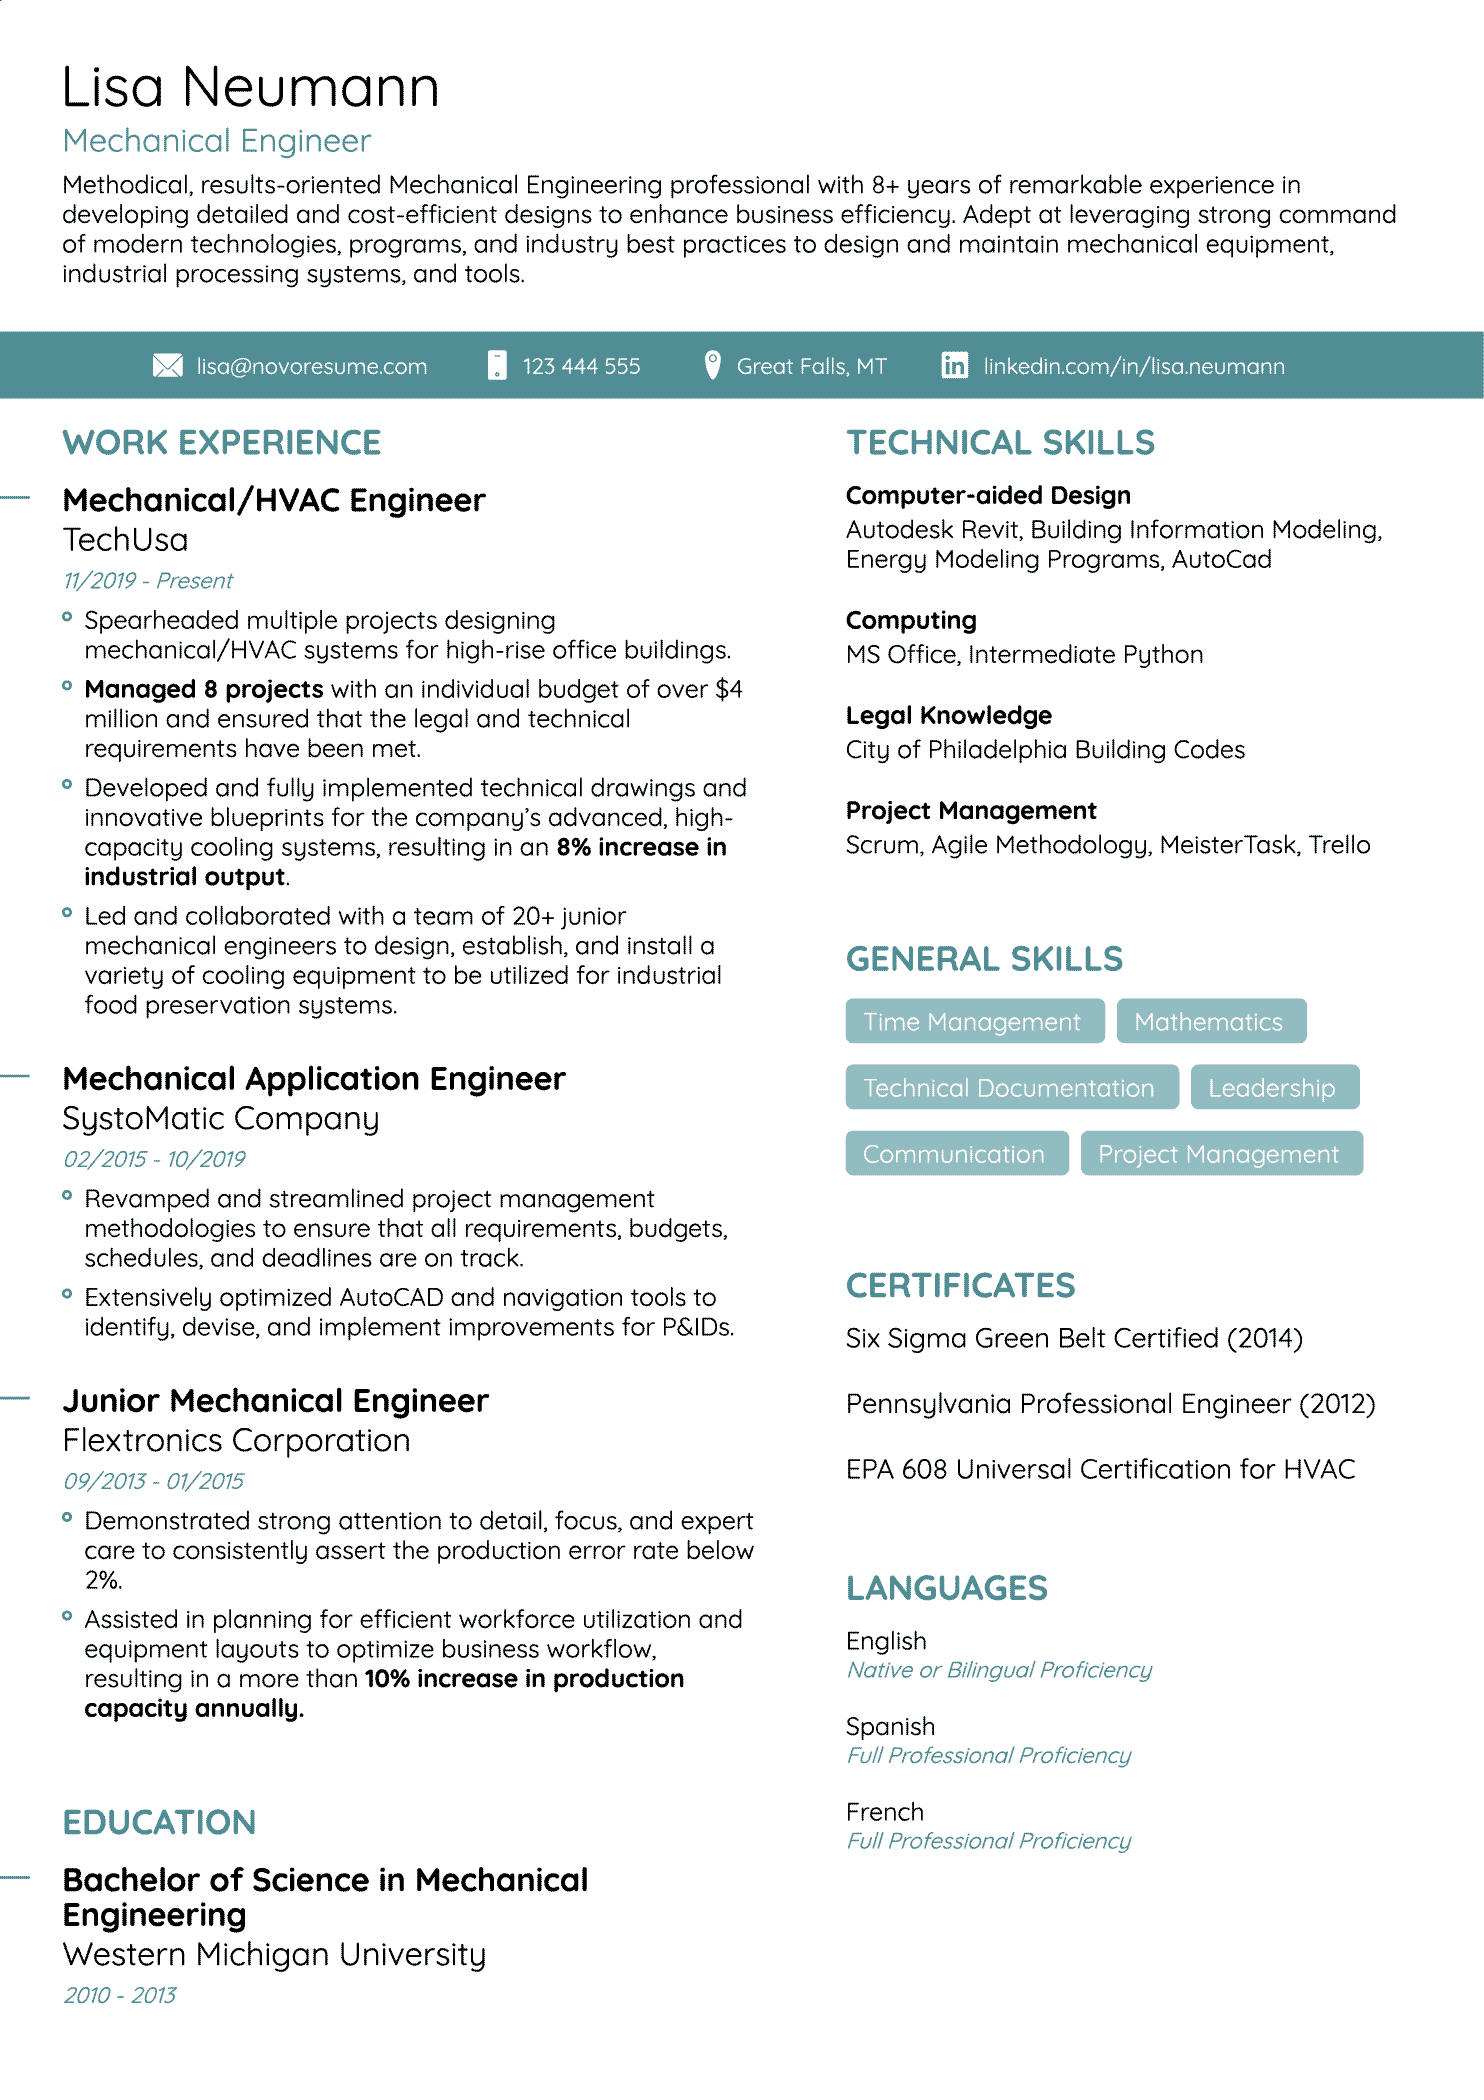 Lisa Neumann
Mechanical Engineer
Methodical, results-oriented Mechanical Engineering professional with 8+ years of remarkable experience in
developing detailed and cost-efficient designs to enhance business efficiency. Adept at leveraging strong command
of modern technologies, programs, and industry best practices to design and maintain mechanical equipment,
industrial processing systems, and tools.
lisa@novoresume.com
123 444 555
Great Falls, MT
linkedin.com/in/lisa.neumann
WORK EXPERIENCE
Mechanical/HVAC Engineer
TechUsa
11/2019 - Present
Spearheaded multiple projects designing
mechanical/HVAC systems for high-rise office buildings.
Managed 8 projects with an individual budget of over $4
million and ensured that the legal and technical
requirements have been met.
Developed and fully implemented technical drawings and
innovative blueprints for the company's advanced, high-
capacity cooling systems, resulting in an 8% increase in
industrial output.
Led and collaborated with a team of 20+ junior
mechanical engineers to design, establish, and install a
variety of cooling equipment to be utilized for industrial
food preservation systems.
Mechanical Application Engineer
SystoMatic Company
02/2015 - 10/2019
Revamped and streamlined project management
methodologies to ensure that all requirements, budgets,
schedules, and deadlines are on track.
Extensively optimized AutoCAD and navigation tools to
identify, devise, and implement improvements for P&IDs.
Junior Mechanical Engineer
Flextronics Corporation
09/2013 - 01/2015
Demonstrated strong attention to detail, focus, and expert
care to consistently assert the production error rate below
2%.
Assisted in planning for efficient workforce utilization and
equipment layouts to optimize business workflow,
resulting in a more than 10% increase in production
capacity annually.
EDUCATION
Bachelor of Science in Mechanical
Engineering
Western Michigan University
2010 - 2013
TECHNICAL SKILLS
Computer-aided Design
Autodesk Revit, Building Information Modeling,
Energy Modeling Programs, AutoCad
Computing
MS Office, Intermediate Python
Legal Knowledge
City of Philadelphia Building Codes
Project Management
Scrum, Agile Methodology, MeisterTask, Trello
GENERAL SKILLS
Time Management
Mathematics
Technical Documentation
Leadership
Communication
Project Management
CERTIFICATES
Six Sigma Green Belt Certified (2014)
Pennsylvania Professional Engineer (2012)
EPA 608 Universal Certification for HVAC
LANGUAGES
English
Native or Bilingual Proficiency
Spanish
Full Professional Proficiency
French
Full Professional Proficiency